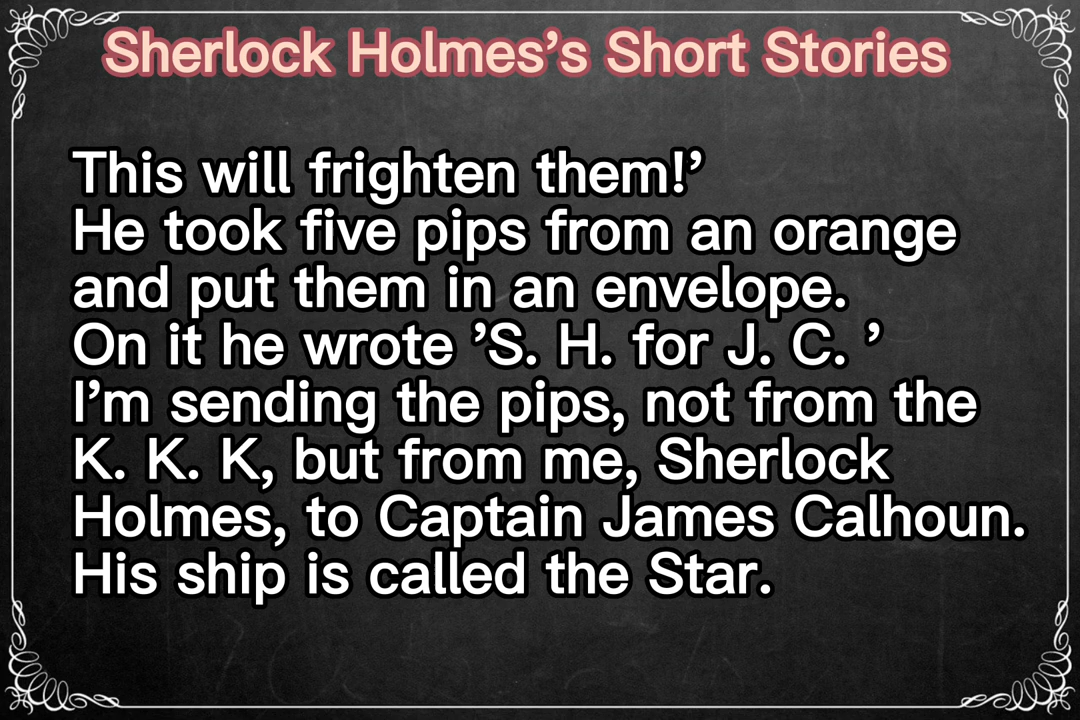 Sherlock Holmes’s Short Stories
This will frighten them!’
He took five pips from an orange
and put them in an envelope.
On it he wrote ’S. H. for J. C. ’
I’m sending the pips, not from the
K. K. K, but from me, Sherlock
Holmes, to Captain James Calhoun.
His ship is called the Star.